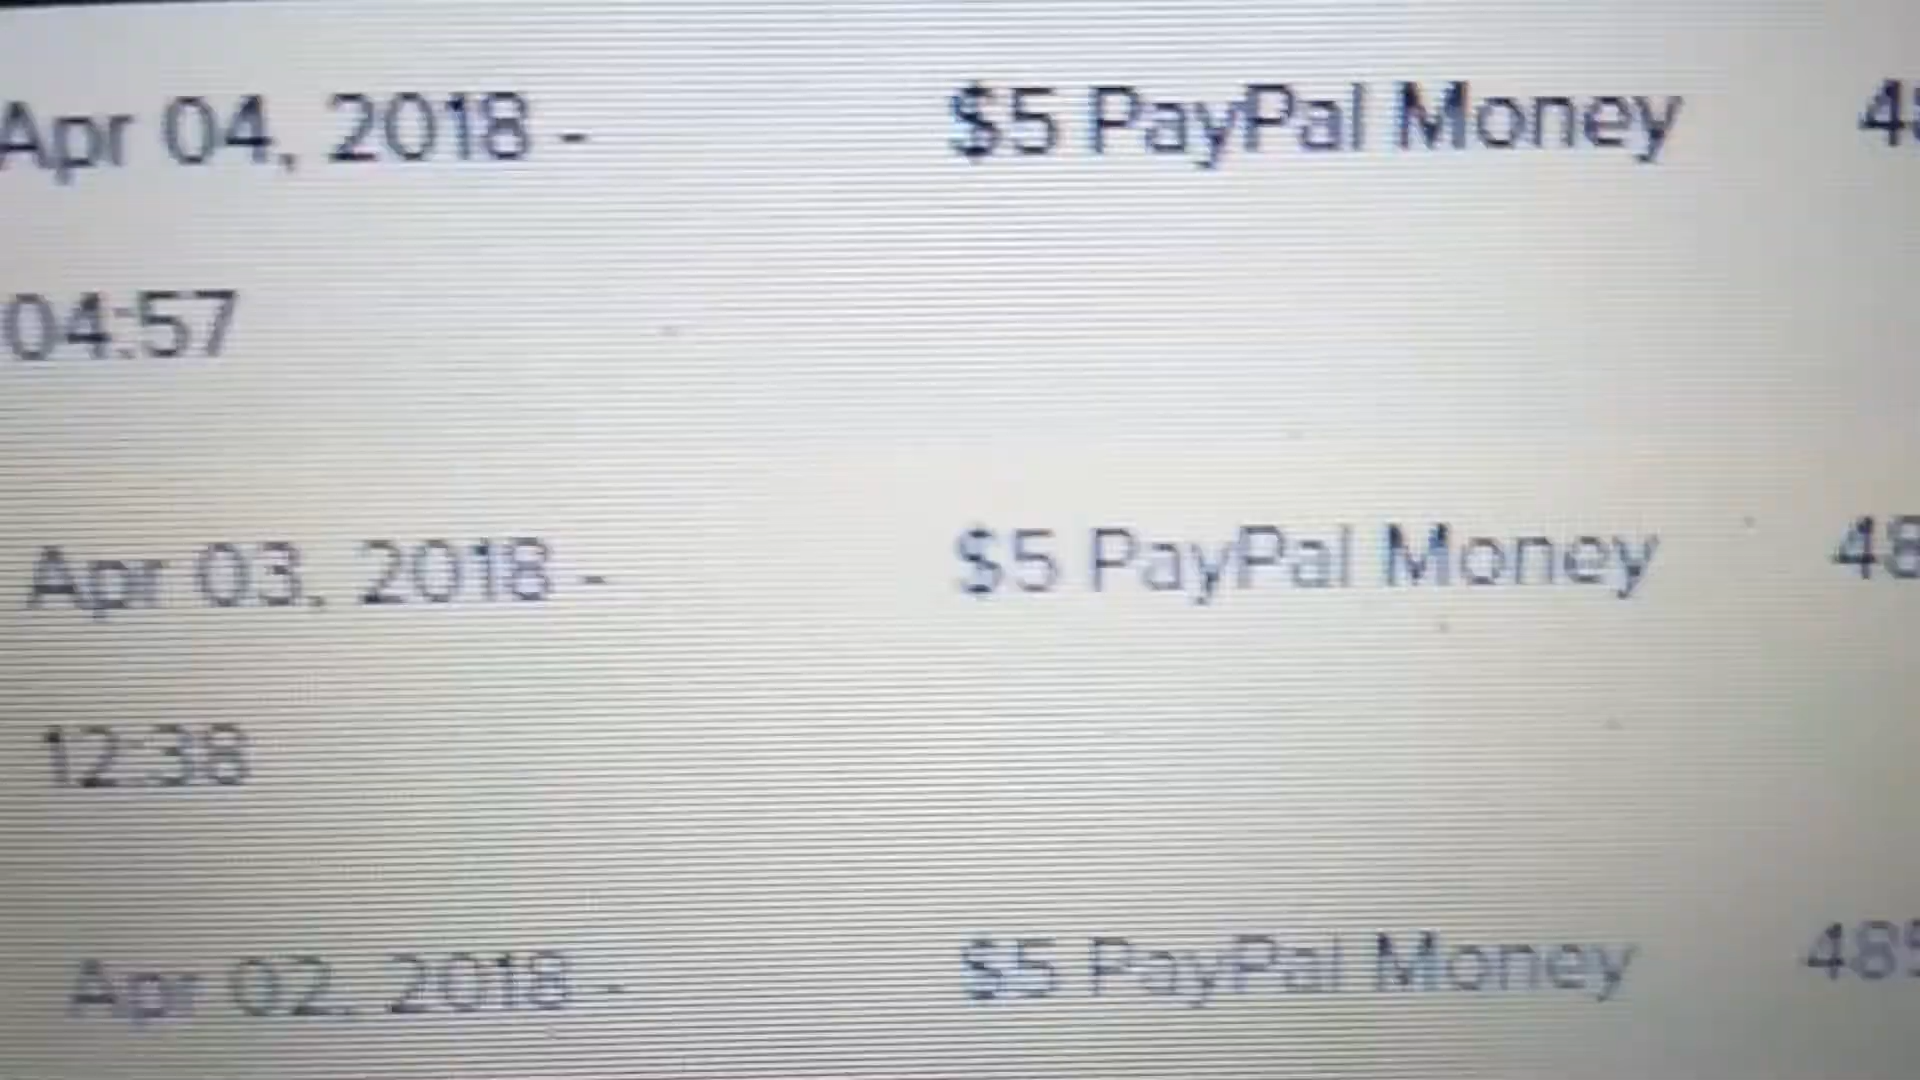 Apr 04, 2018 - $5 PayPal Money
04:57
Apr 03, 2018 - $5 PayPal Money 48
12:38
Apr 02, 2018 - $5 PayPal Money 485